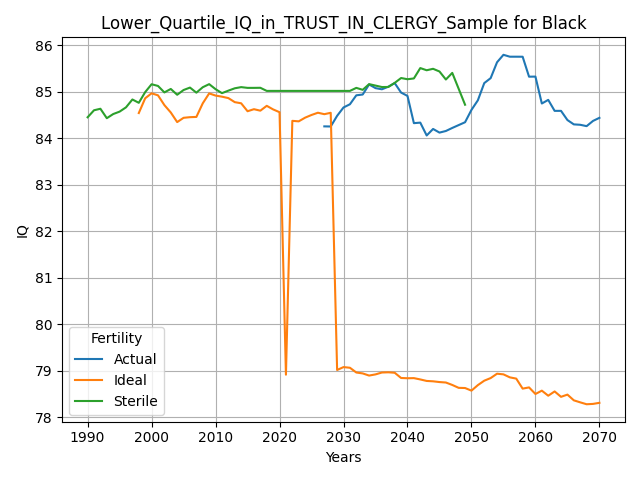 Lower_Quartile_IQ_in_TRUST_IN_CLERGY_Sample for Black
86
85
84
83
82
81
80
79
78
IQ
Fertility
Actual
Ideal
Sterile
1990 2000 2010 2020 2030 2040 2050 2060 2070
Years